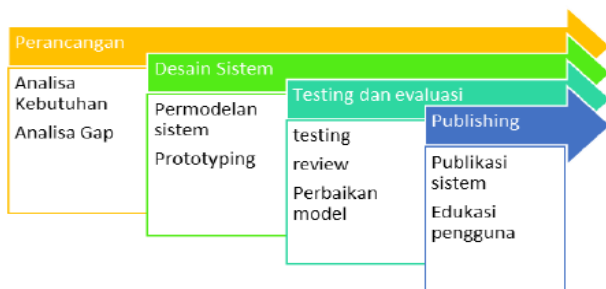 Perancangan
Analisa
Kebutuhan
Analisa Gap
Desain Sistem
Permodelan
sistem
Prototyping
Testing dan evaluasi
testing
review
Perbaikan
model
Publishing
Publikasi
sistem
Edukasi
pengguna